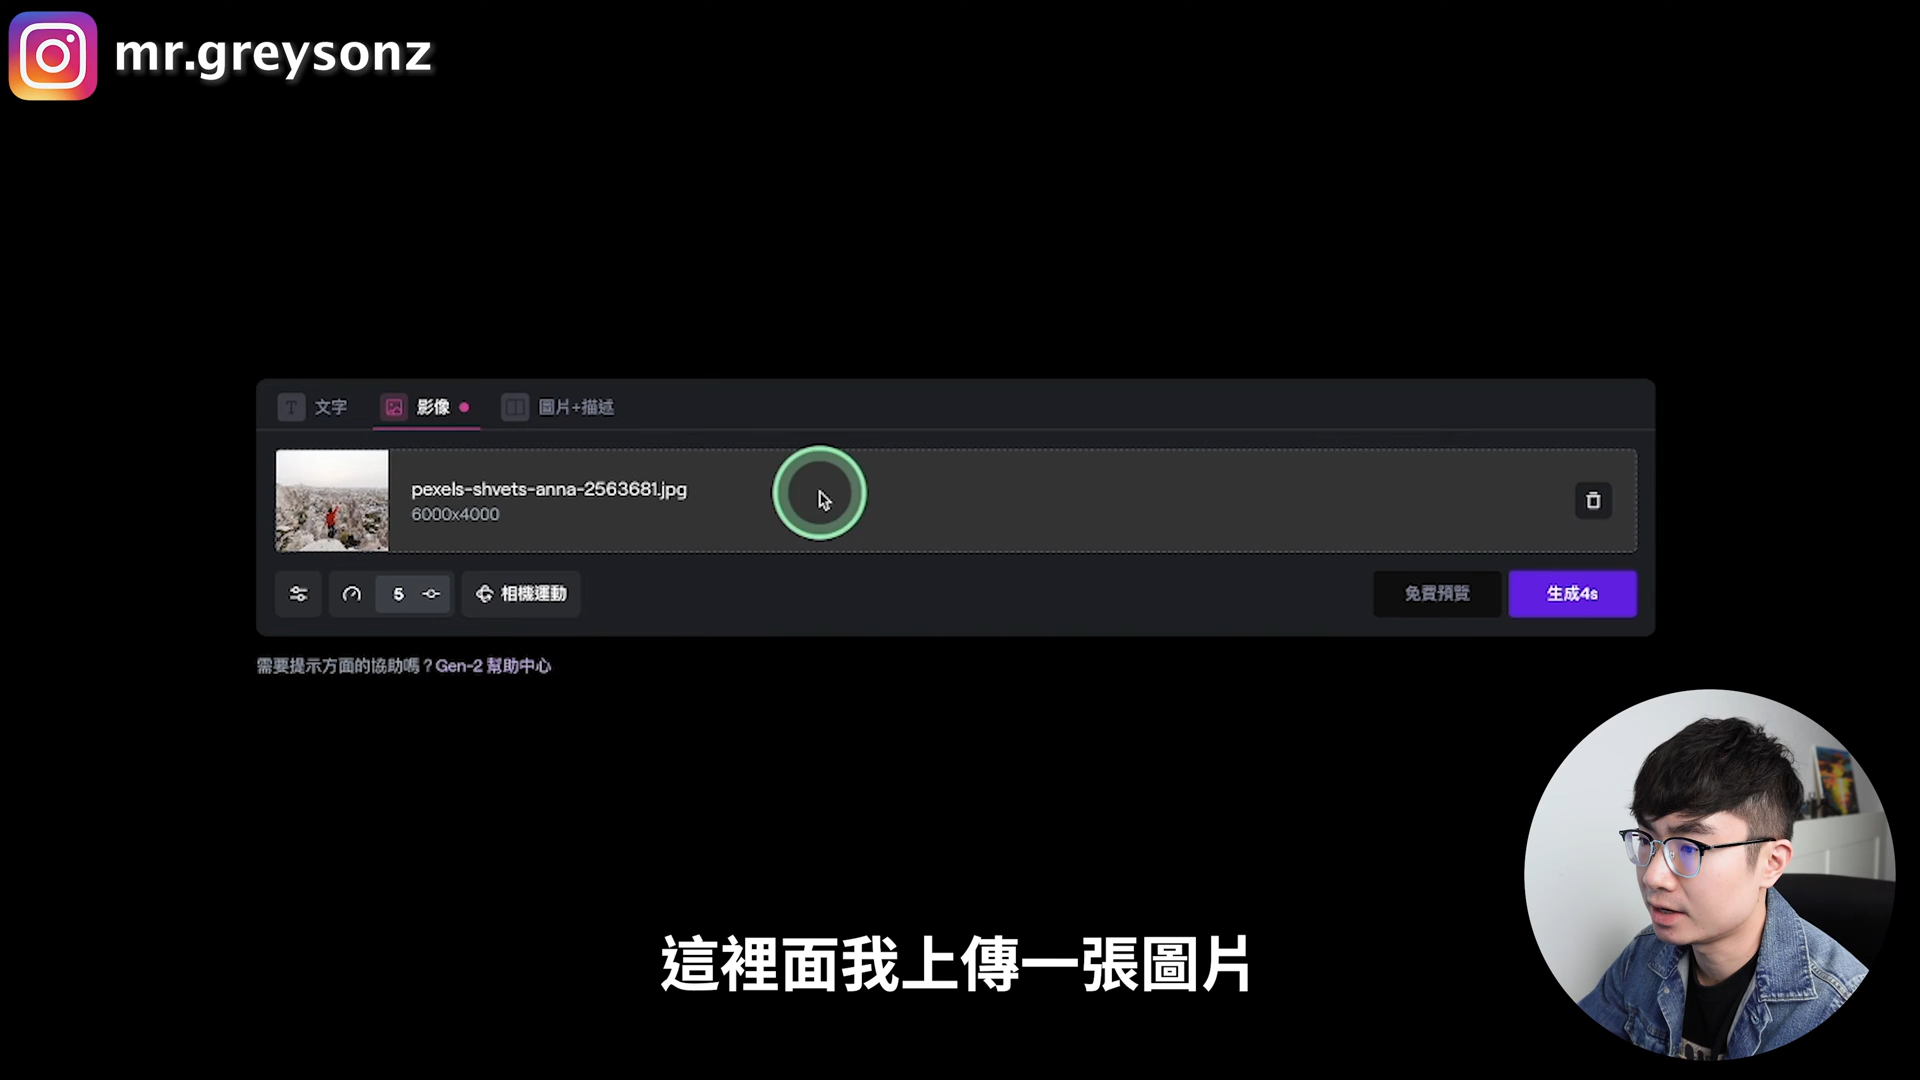 mr.greysonz
文字
影像
圖片+描述
pexels-shvets-anna-2563681.jpg
6000x4000
5
相機運動
免費預覽
生成4s
需要提示方面的協助嗎？Gen-2 幫助中心
這裡面我上傳一張圖片